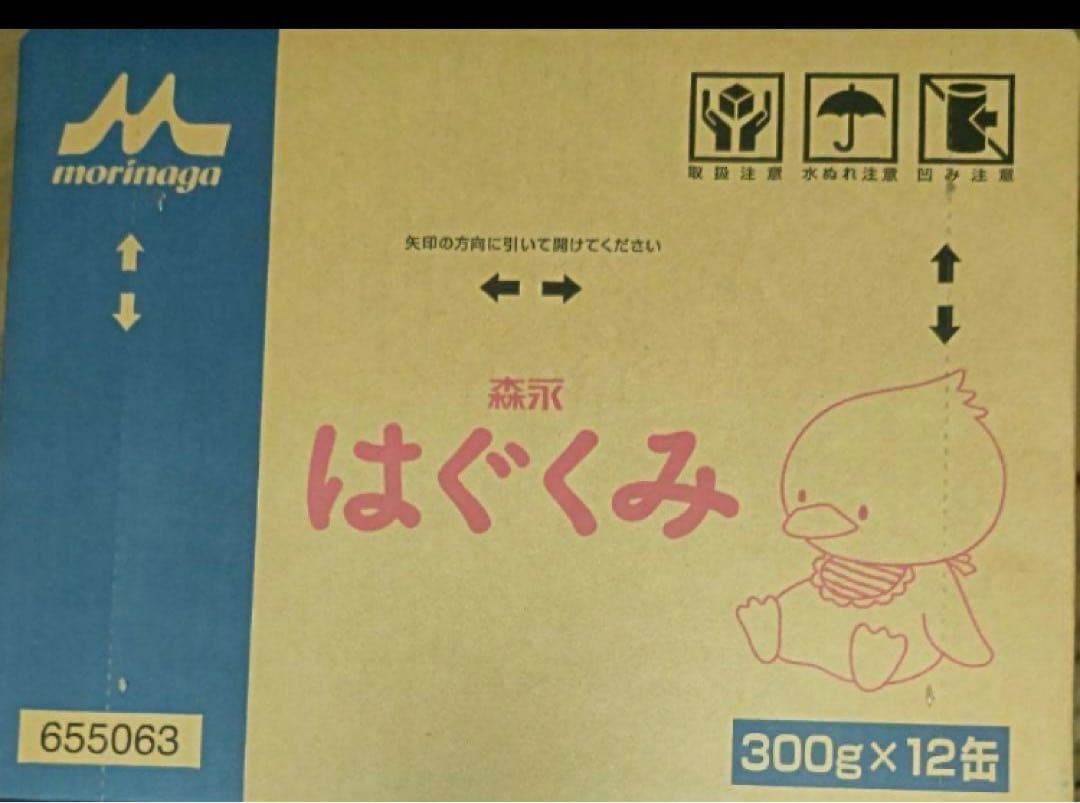 morinaga
取扱注意 水ぬれ注意 凹み注意
矢印の方向に引いて開けてください
森永
はぐくみ
655063
300g×12缶